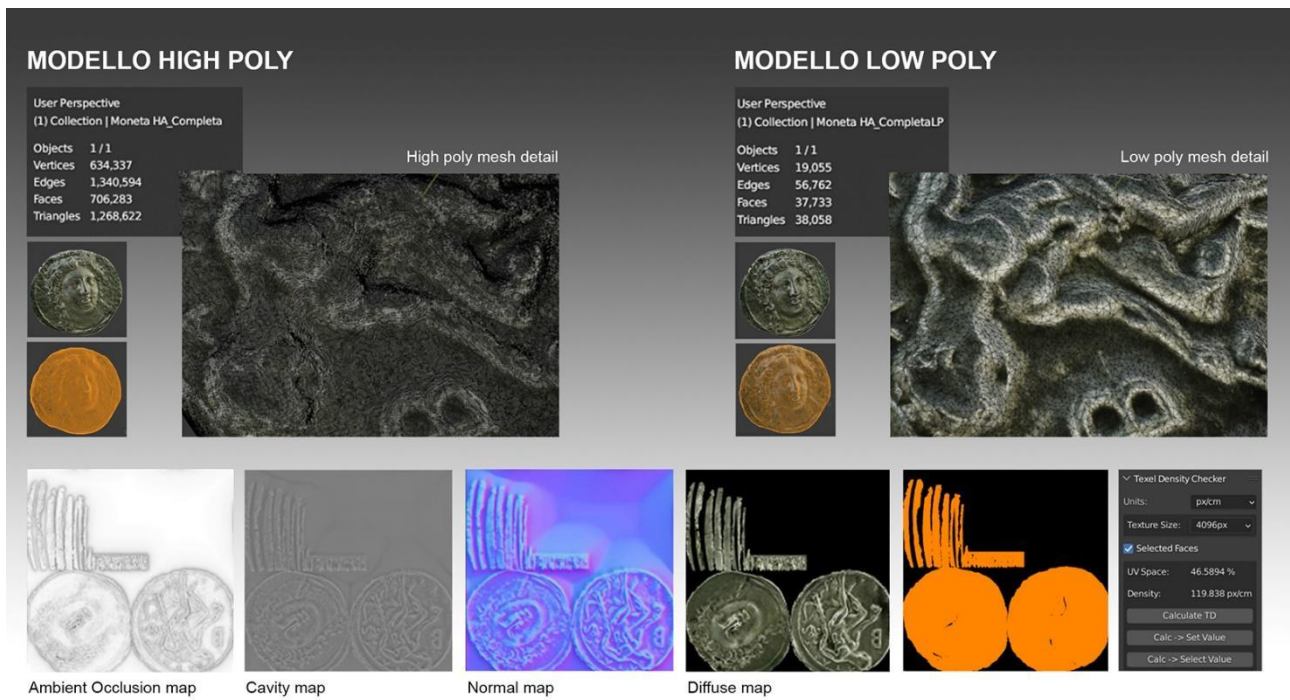 MODELLO HIGH POLY
User Perspective
(1) Collection | Moneta HA_Completa
Objects 1 / 1
Vertices 634,337
Edges 1,340,594
Faces 706,283
Triangles 1,268,622
High poly mesh detail
MODELLO LOW POLY
User Perspective
(1) Collection | Moneta HA_CompletaLP
Objects 1 / 1
Vertices 19,055
Edges 56,762
Faces 37,733
Triangles 38,058
Low poly mesh detail
Ambient Occlusion map
Cavity map
Normal map
Diffuse map
Texel Density Checker
Units: px/cm
Texture Size: 4096px
Selected Faces
UV Space: 46.5894 %
Density: 119.838 px/cm
Calculate TD
Calc -> Set Value
Calc -> Select Value